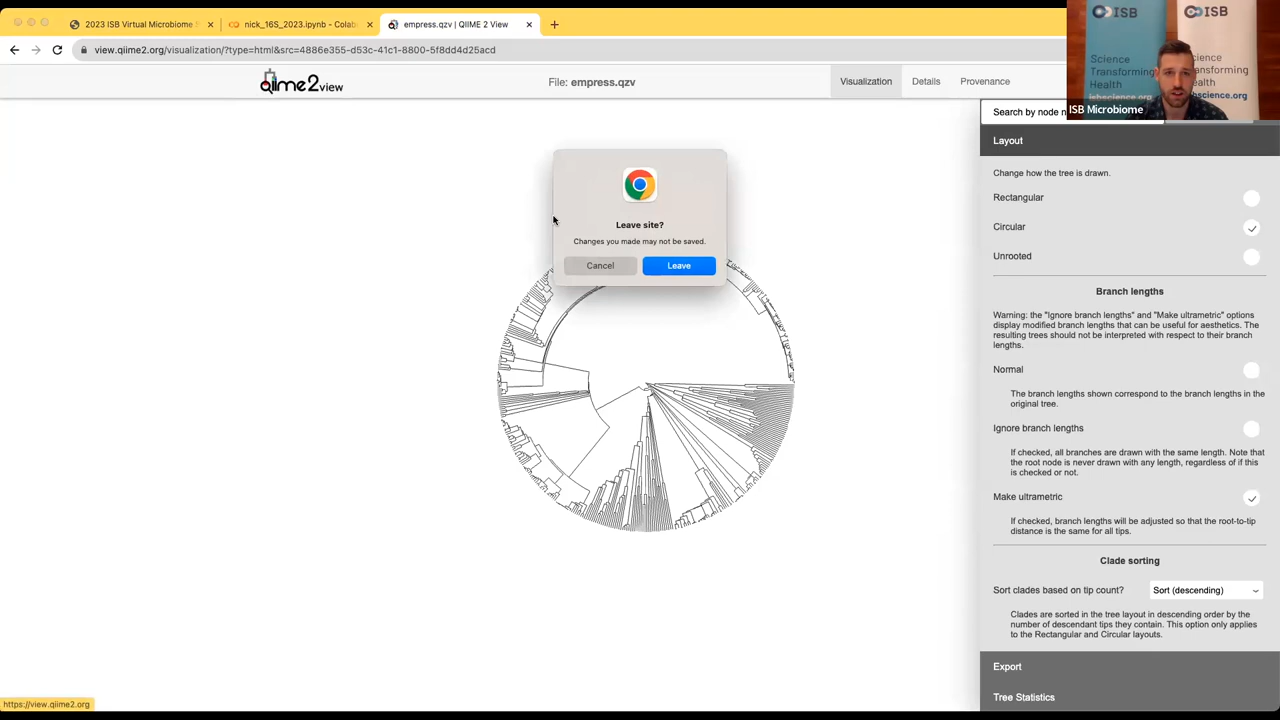 2023 ISB Virtual Microbiome S
nick_16S_2023.ipynb - Colab
empress.qzv | QIIME 2 View
view.qiime2.org/visualization/?type=html&src=4886e355-d53c-41c1-8800-5f8dd4d25acd
qiime2view
File: empress.qzv
Visualization
Details
Provenance
ISB
ISB
Science
Transforming
Health
isbscience.org
science
Transforming
Health
bscience.org
ISB Microbiome
Search by node n
Layout
Change how the tree is drawn.
Rectangular
Circular
Unrooted
Branch lengths
Warning: the "Ignore branch lengths" and "Make ultrametric" options
display modified branch lengths that can be useful for aesthetics. The
resulting trees should not be interpreted with respect to their branch
lengths.
Normal
The branch lengths shown correspond to the branch lengths in the
original tree.
Ignore branch lengths
If checked, all branches are drawn with the same length. Note that
the root node is never drawn with any length, regardless of if this
is checked or not.
Make ultrametric
If checked, branch lengths will be adjusted so that the root-to-tip
distance is the same for all tips.
Clade sorting
Sort clades based on tip count?
Sort (descending)
Clades are sorted in the tree layout in descending order by the
number of descendant tips they contain. This option only applies
to the Rectangular and Circular layouts.
Export
Tree Statistics
Leave site?
Changes you made may not be saved.
Cancel
Leave
https://view.qiime2.org